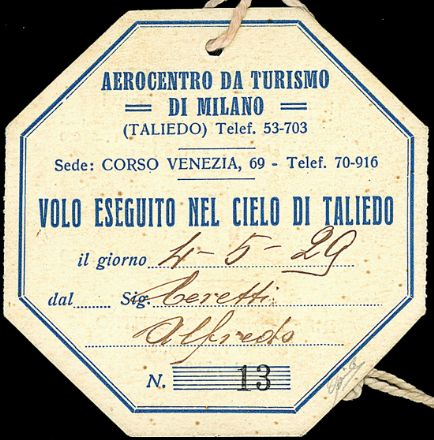 AEROCENTRO DA TURISMO
DI MILANO
(TALIEDO) Telef. 53-703
Sede: CORSO VENEZIA, 69 - Telef. 70-916
VOLO ESEGUITO NEL CIELO DI TALIEDO
il giorno 4-5-29
dal Sig. Ceretti
Alfredo
N. 13